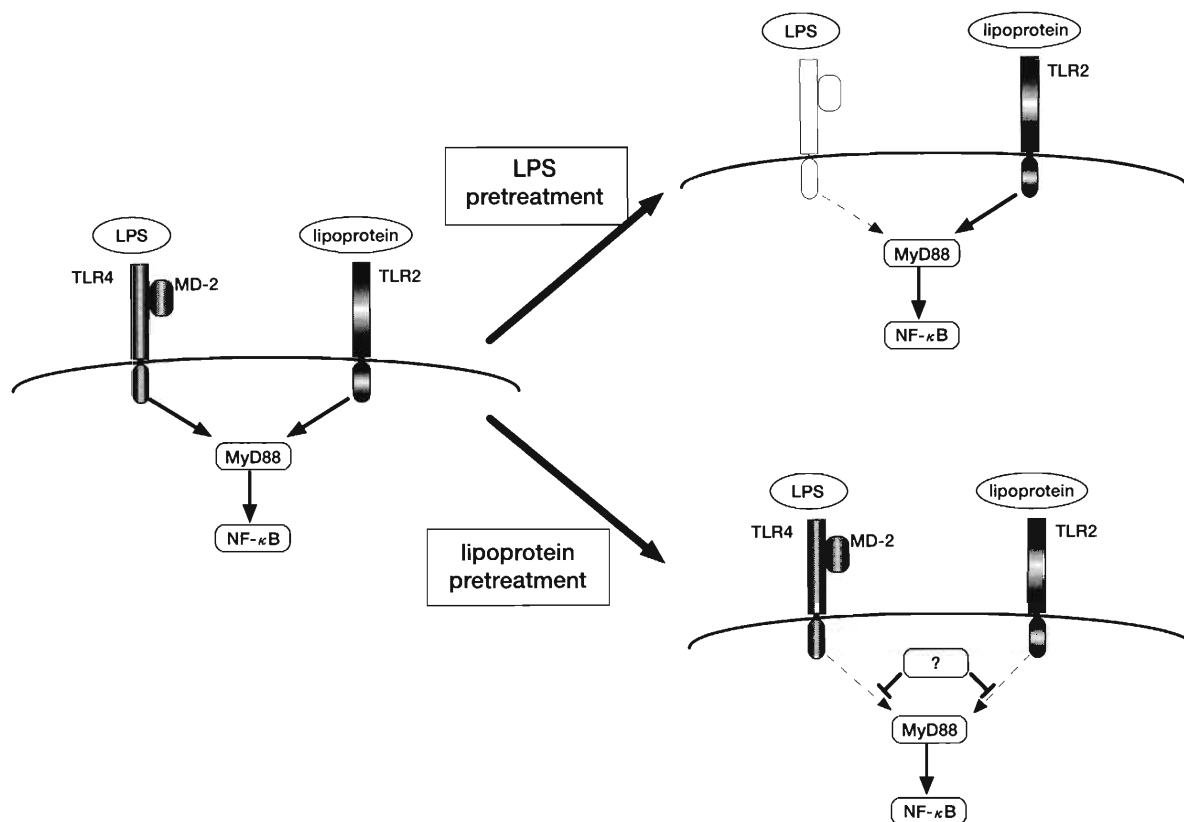 LPS
lipoprotein
TLR2
LPS
pretreatment
MyD88
NF-κB
LPS
lipoprotein
TLR4
MD-2
TLR2
MyD88
NF-κB
lipoprotein
pretreatment
LPS
lipoprotein
TLR4
MD-2
TLR2
?
MyD88
NF-κB